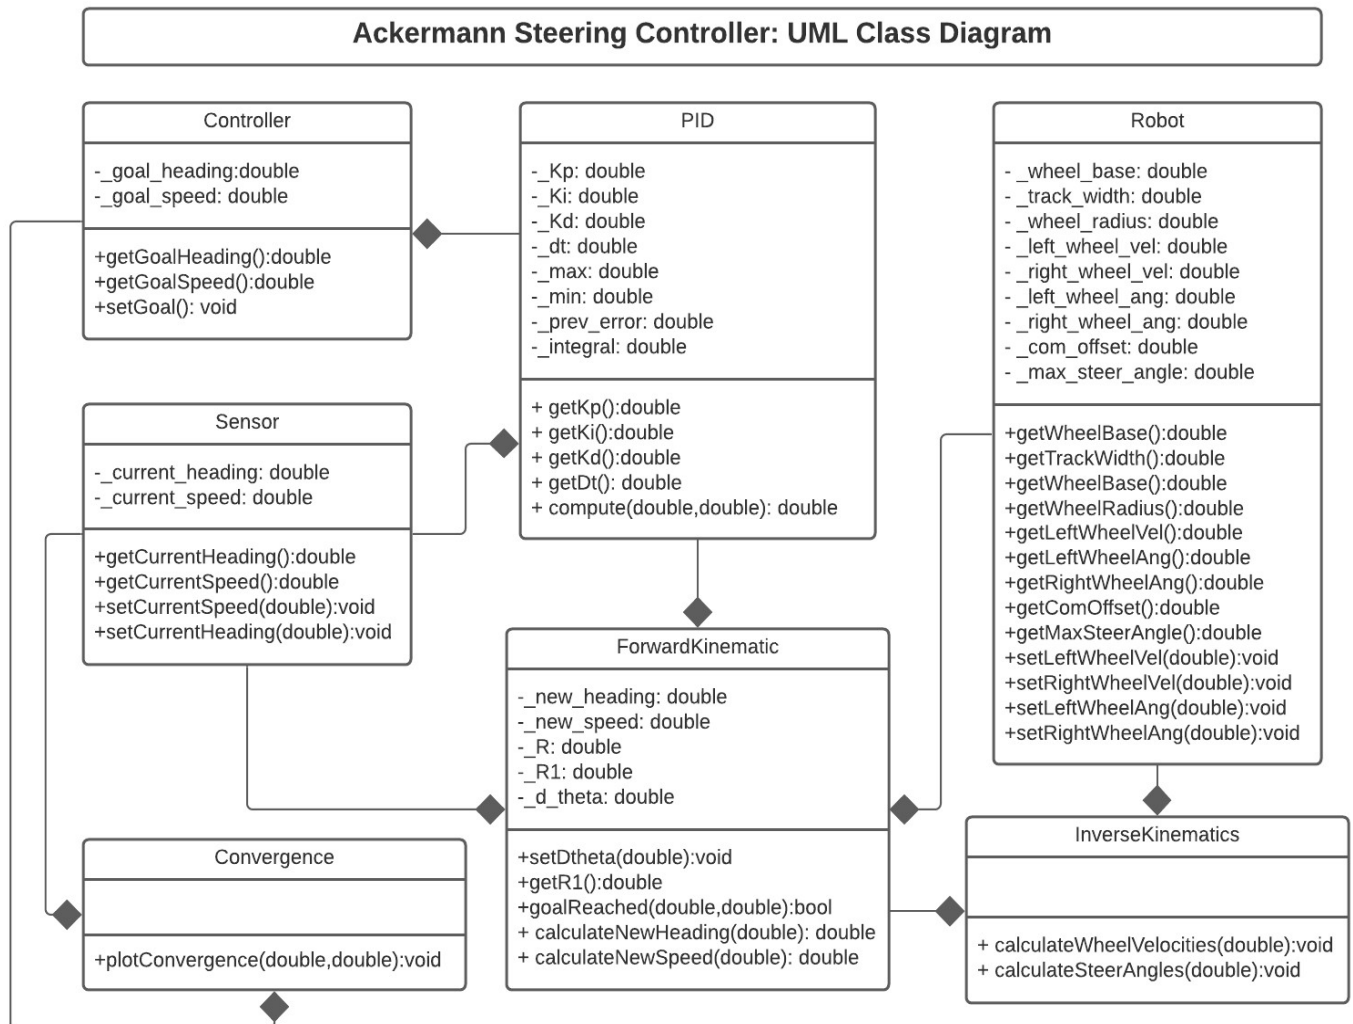 Ackermann Steering Controller: UML Class Diagram
Controller
-_goal_heading:double
-_goal_speed: double
+getGoalHeading():double
+getGoalSpeed():double
+setGoal(): void
PID
-_Kp: double
-_Ki: double
-_Kd: double
-_dt: double
-_max: double
-_min: double
-_prev_error: double
-_integral: double
+ getKp():double
+ getKi():double
+ getKd():double
+ getDt(): double
+ compute(double,double): double
Robot
- _wheel_base: double
- _track_width: double
- _wheel_radius: double
- _left_wheel_vel: double
- _right_wheel_vel: double
- _left_wheel_ang: double
- _right_wheel_ang: double
- _com_offset: double
- _max_steer_angle: double
+getWheelBase():double
+getTrackWidth():double
+getWheelBase():double
+getWheelRadius():double
+getLeftWheelVel():double
+getLeftWheelAng():double
+getRightWheelAng():double
+getComOffset():double
+getMaxSteerAngle():double
+setLeftWheelVel(double):void
+setRightWheelVel(double):void
+setLeftWheelAng(double):void
+setRightWheelAng(double):void
Sensor
-_current_heading: double
-_current_speed: double
+getCurrentHeading():double
+getCurrentSpeed():double
+setCurrentSpeed(double):void
+setCurrentHeading(double):void
ForwardKinematic
-_new_heading: double
-_new_speed: double
-_R: double
-_R1: double
-_d_theta: double
+setDtheta(double):void
+getR1():double
+goalReached(double,double):bool
+ calculateNewHeading(double): double
+ calculateNewSpeed(double): double
Convergence
+plotConvergence(double,double):void
InverseKinematics
+ calculateWheelVelocities(double):void
+ calculateSteerAngles(double):void